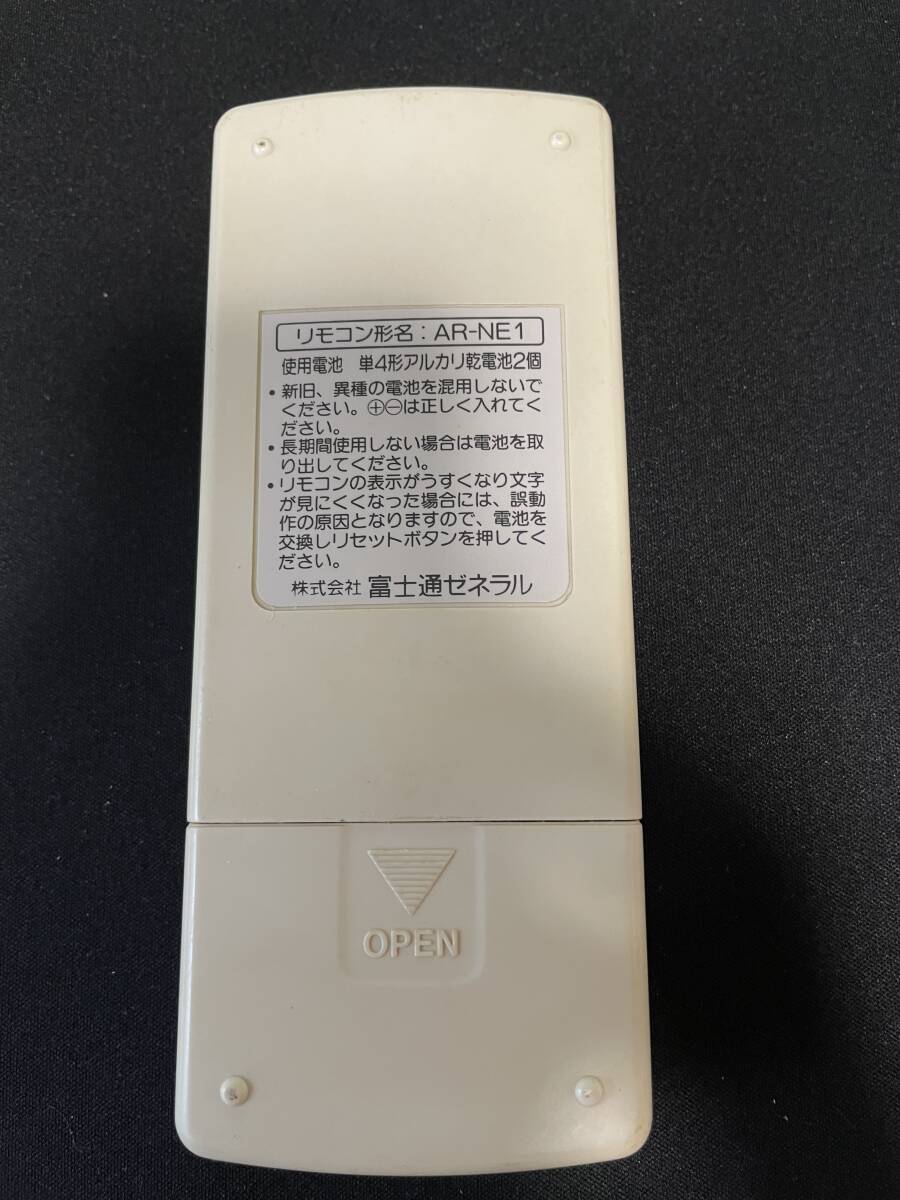 リモコン形名：AR-NE1
使用電池　単4形アルカリ乾電池2個
・新旧、異種の電池を混用しないで
ください。⊕⊖は正しく入れてく
ださい。
・長期間使用しない場合は電池を取
り出してください。
・リモコンの表示がうすくなり文字
が見にくくなった場合には、誤動
作の原因となりますので、電池を
交換しリセットボタンを押してく
ださい。
株式会社 富士通ゼネラル
OPEN